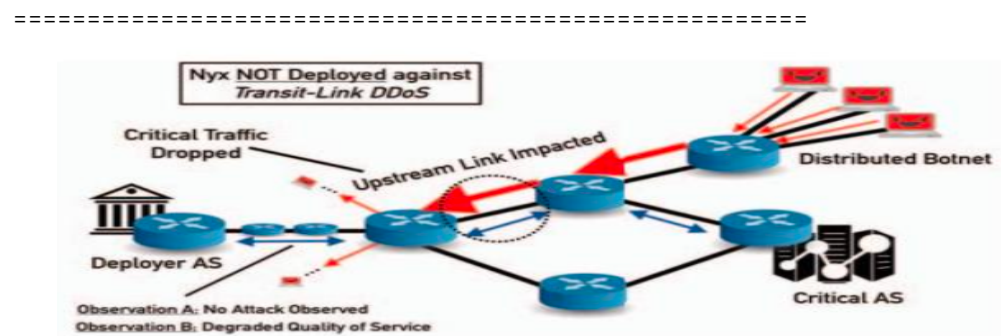 =====================================================
Nyx NOT Deployed against
Transit-Link DDoS
Critical Traffic
Dropped
Upstream Link Impacted
Distributed Botnet
Deployer AS
Critical AS
Observation A: No Attack Observed
Observation B: Degraded Quality of Service